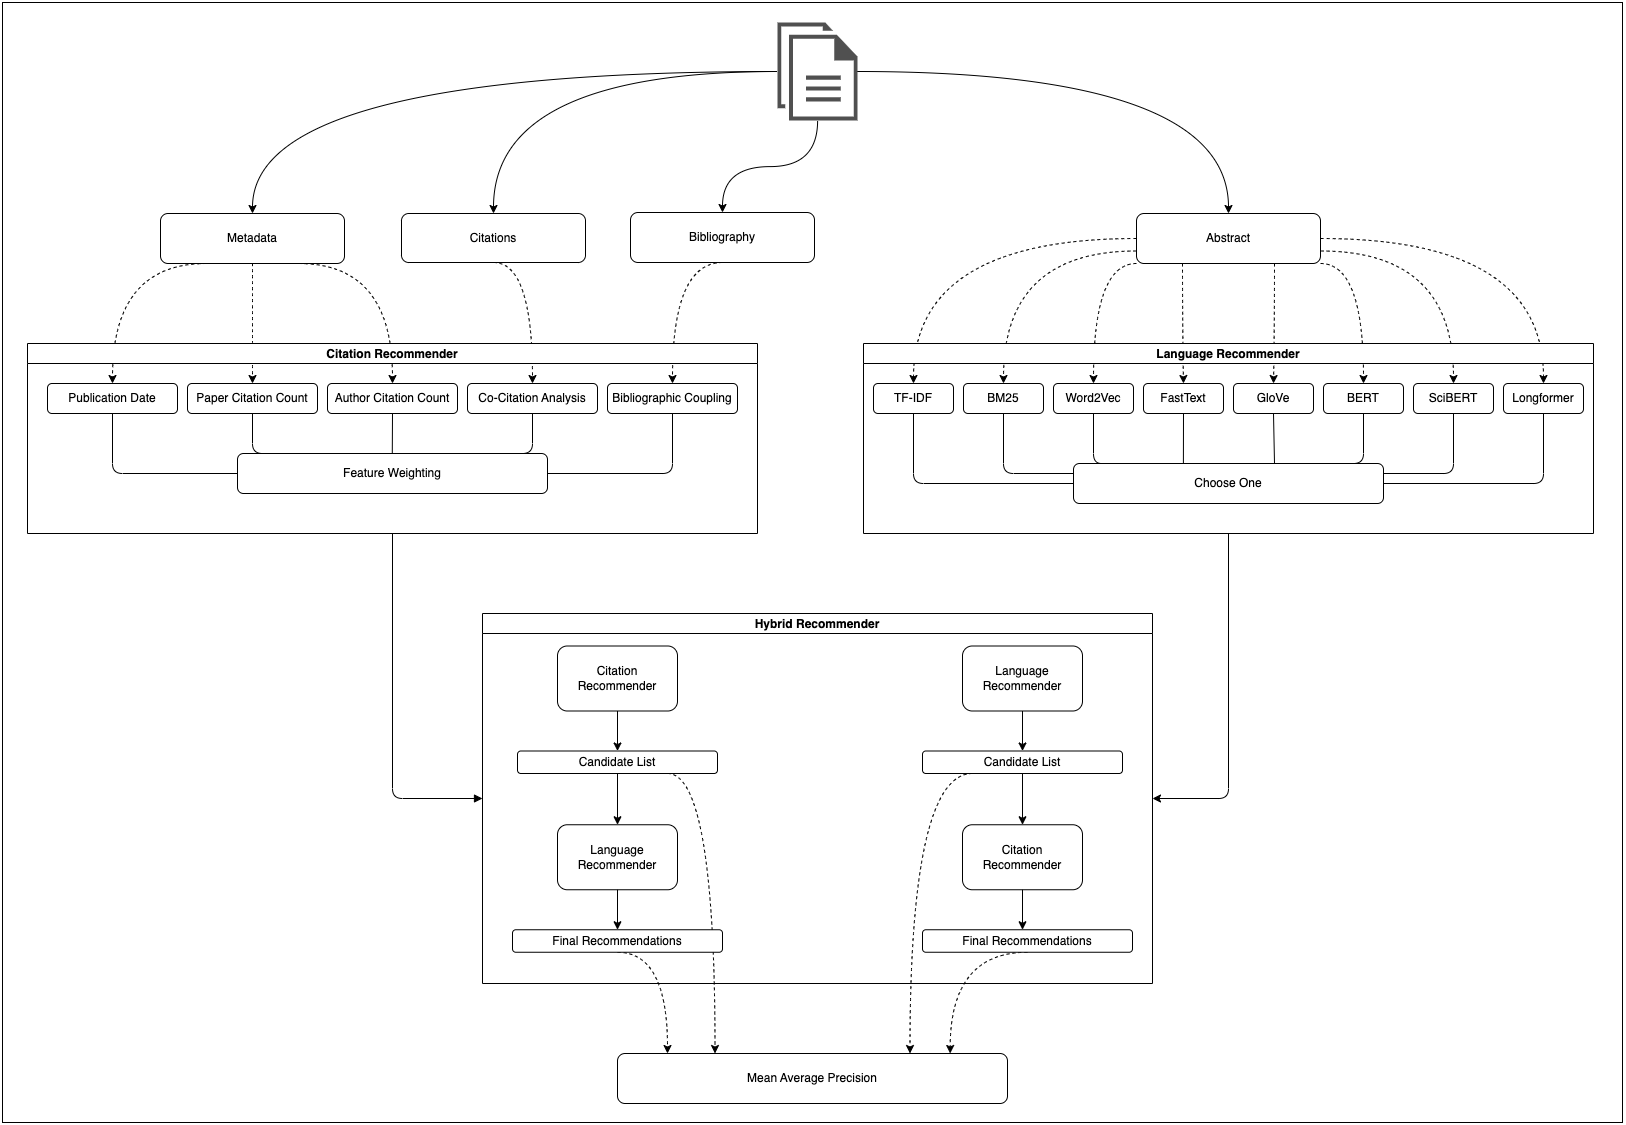 Metadata
Citations
Bibliography
Abstract
Citation Recommender
Language Recommender
Publication Date
Paper Citation Count
Author Citation Count
Co-Citation Analysis
Bibliographic Coupling
TF-IDF
BM25
Word2Vec
FastText
GloVe
BERT
SciBERT
Longformer
Feature Weighting
Choose One
Hybrid Recommender
Citation
Recommender
Language
Recommender
Candidate List
Candidate List
Language
Recommender
Citation
Recommender
Final Recommendations
Final Recommendations
Mean Average Precision